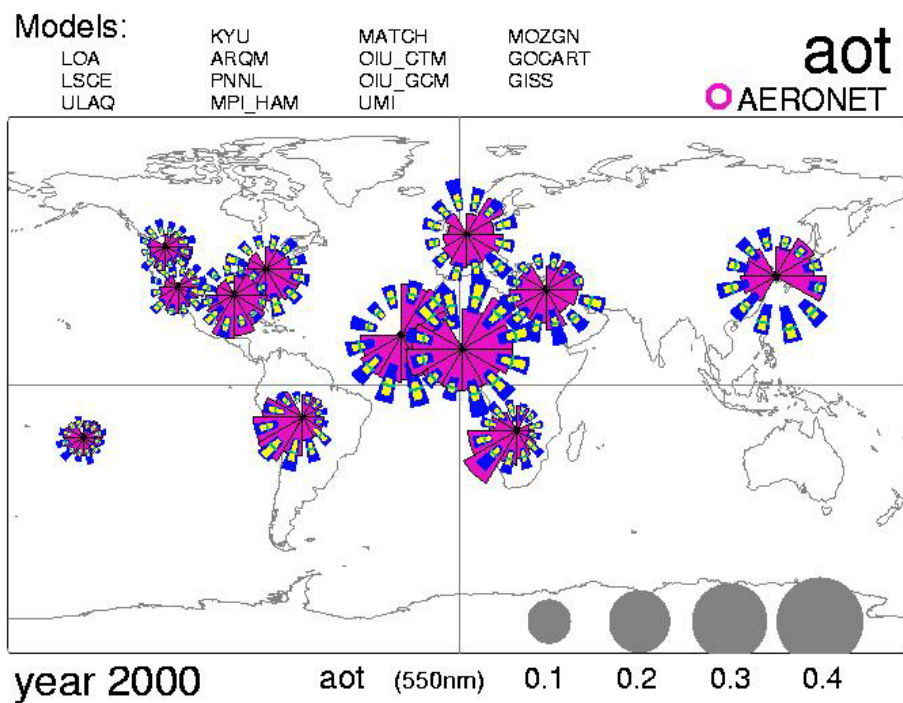 Models:
KYU MATCH MOZGN
LOA ARQM OIU_CTM GOCART
LSCE PNNL OIU_GCM GISS
ULAQ MPI_HAM UMI
aot
AERONET
year 2000 aot (550nm) 0.1 0.2 0.3 0.4